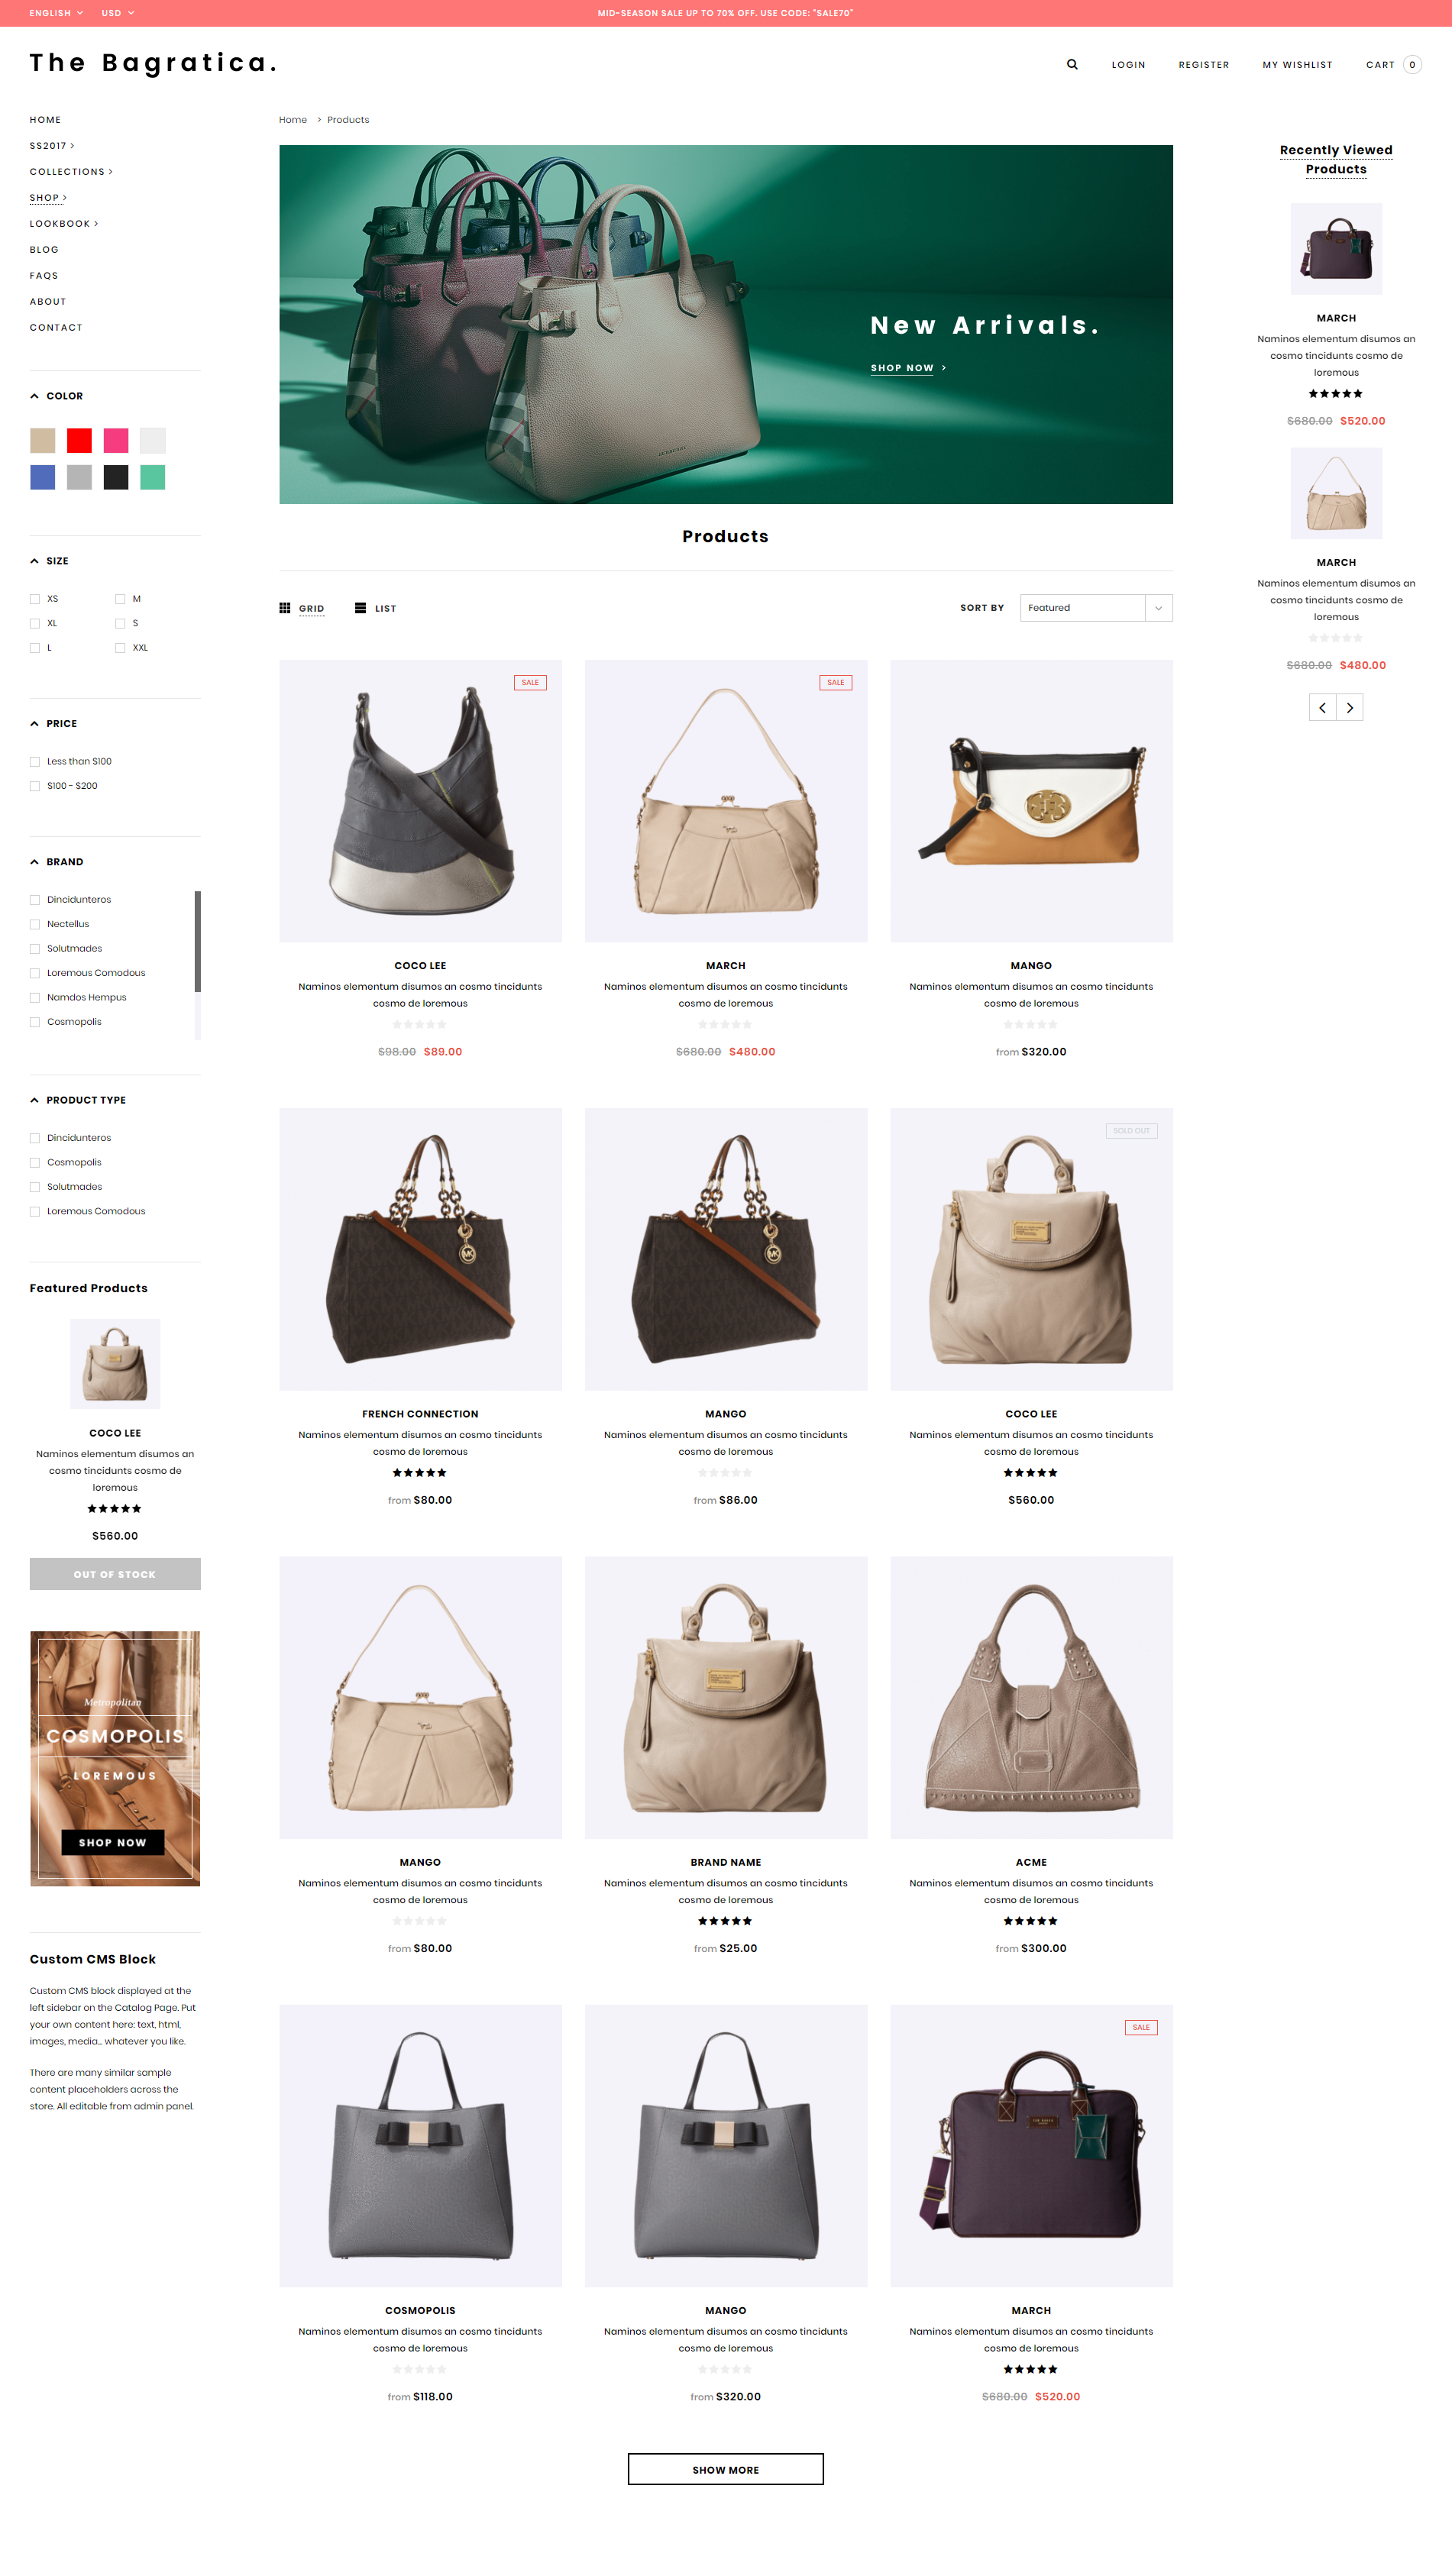 ENGLISH USD
MID-SEASON SALE UP TO 70% OFF. USE CODE: "SALE70"
The Bagratica.
LOGIN REGISTER MY WISHLIST CART 0
HOME
SS2017 >
COLLECTIONS >
SHOP >
LOOKBOOK >
BLOG
FAQS
ABOUT
CONTACT
COLOR
SIZE
XS M
XL S
L XXL
PRICE
Less than $100
$100 - $200
BRAND
Dincidunteros
Nectellus
Solutmades
Loremous Comodous
Namdos Hempus
Cosmopolis
PRODUCT TYPE
Dincidunteros
Cosmopolis
Solutmades
Loremous Comodous
Featured Products
COCO LEE
Naminos elementum disumos an
cosmo tincidunts cosmo de
loremous
$560.00
OUT OF STOCK
Metropolitan
COSMOPOLIS
LOREMOUS
SHOP NOW
Custom CMS Block
Custom CMS block displayed at the
left sidebar on the Catalog Page. Put
your own content here: text, html,
images, media... whatever you like.
There are many similar sample
content placeholders across the
store. All editable from admin panel.
Home > Products
New Arrivals.
SHOP NOW >
Products
GRID LIST
SORT BY Featured
SALE
COCO LEE
Naminos elementum disumos an cosmo tincidunts
cosmo de loremous
$98.00 $89.00
SALE
MARCH
Naminos elementum disumos an cosmo tincidunts
cosmo de loremous
$680.00 $480.00
MANGO
Naminos elementum disumos an cosmo tincidunts
cosmo de loremous
from $320.00
MK
FRENCH CONNECTION
Naminos elementum disumos an cosmo tincidunts
cosmo de loremous
from $80.00
MK
MANGO
Naminos elementum disumos an cosmo tincidunts
cosmo de loremous
from $86.00
SOLD OUT
COCO LEE
Naminos elementum disumos an cosmo tincidunts
cosmo de loremous
$560.00
MANGO
Naminos elementum disumos an cosmo tincidunts
cosmo de loremous
from $80.00
BRAND NAME
Naminos elementum disumos an cosmo tincidunts
cosmo de loremous
from $25.00
ACME
Naminos elementum disumos an cosmo tincidunts
cosmo de loremous
from $300.00
COSMOPOLIS
Naminos elementum disumos an cosmo tincidunts
cosmo de loremous
from $118.00
MANGO
Naminos elementum disumos an cosmo tincidunts
cosmo de loremous
from $320.00
SALE
MARCH
Naminos elementum disumos an cosmo tincidunts
cosmo de loremous
$680.00 $520.00
SHOW MORE
Recently Viewed
Products
MARCH
Naminos elementum disumos an
cosmo tincidunts cosmo de
loremous
$680.00 $520.00
MARCH
Naminos elementum disumos an
cosmo tincidunts cosmo de
loremous
$680.00 $480.00